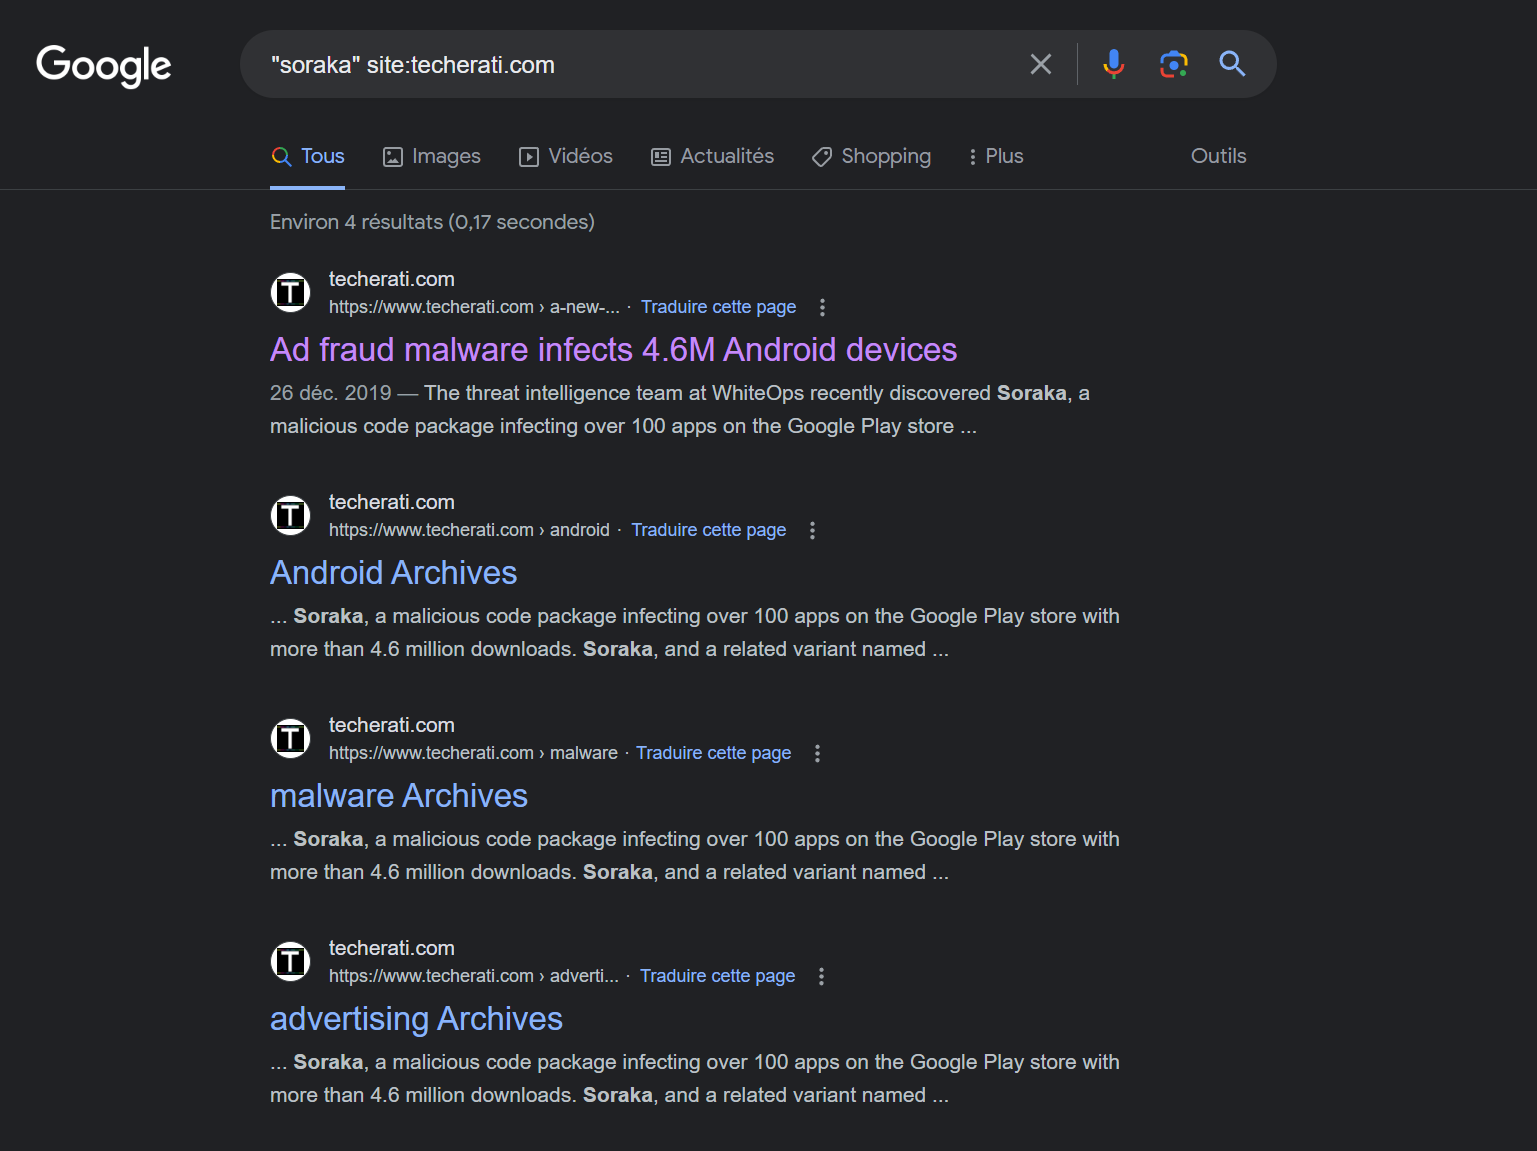 Google
"soraka" site:techerati.com
Tous Images Vidéos Actualités Shopping Plus Outils
Environ 4 résultats (0,17 secondes)
T
techerati.com
https://www.techerati.com › a-new-... · Traduire cette page
Ad fraud malware infects 4.6M Android devices
26 déc. 2019 — The threat intelligence team at WhiteOps recently discovered Soraka, a
malicious code package infecting over 100 apps on the Google Play store ...
T
techerati.com
https://www.techerati.com › android · Traduire cette page
Android Archives
... Soraka, a malicious code package infecting over 100 apps on the Google Play store with
more than 4.6 million downloads. Soraka, and a related variant named ...
T
techerati.com
https://www.techerati.com › malware · Traduire cette page
malware Archives
... Soraka, a malicious code package infecting over 100 apps on the Google Play store with
more than 4.6 million downloads. Soraka, and a related variant named ...
T
techerati.com
https://www.techerati.com › adverti... · Traduire cette page
advertising Archives
... Soraka, a malicious code package infecting over 100 apps on the Google Play store with
more than 4.6 million downloads. Soraka, and a related variant named ...